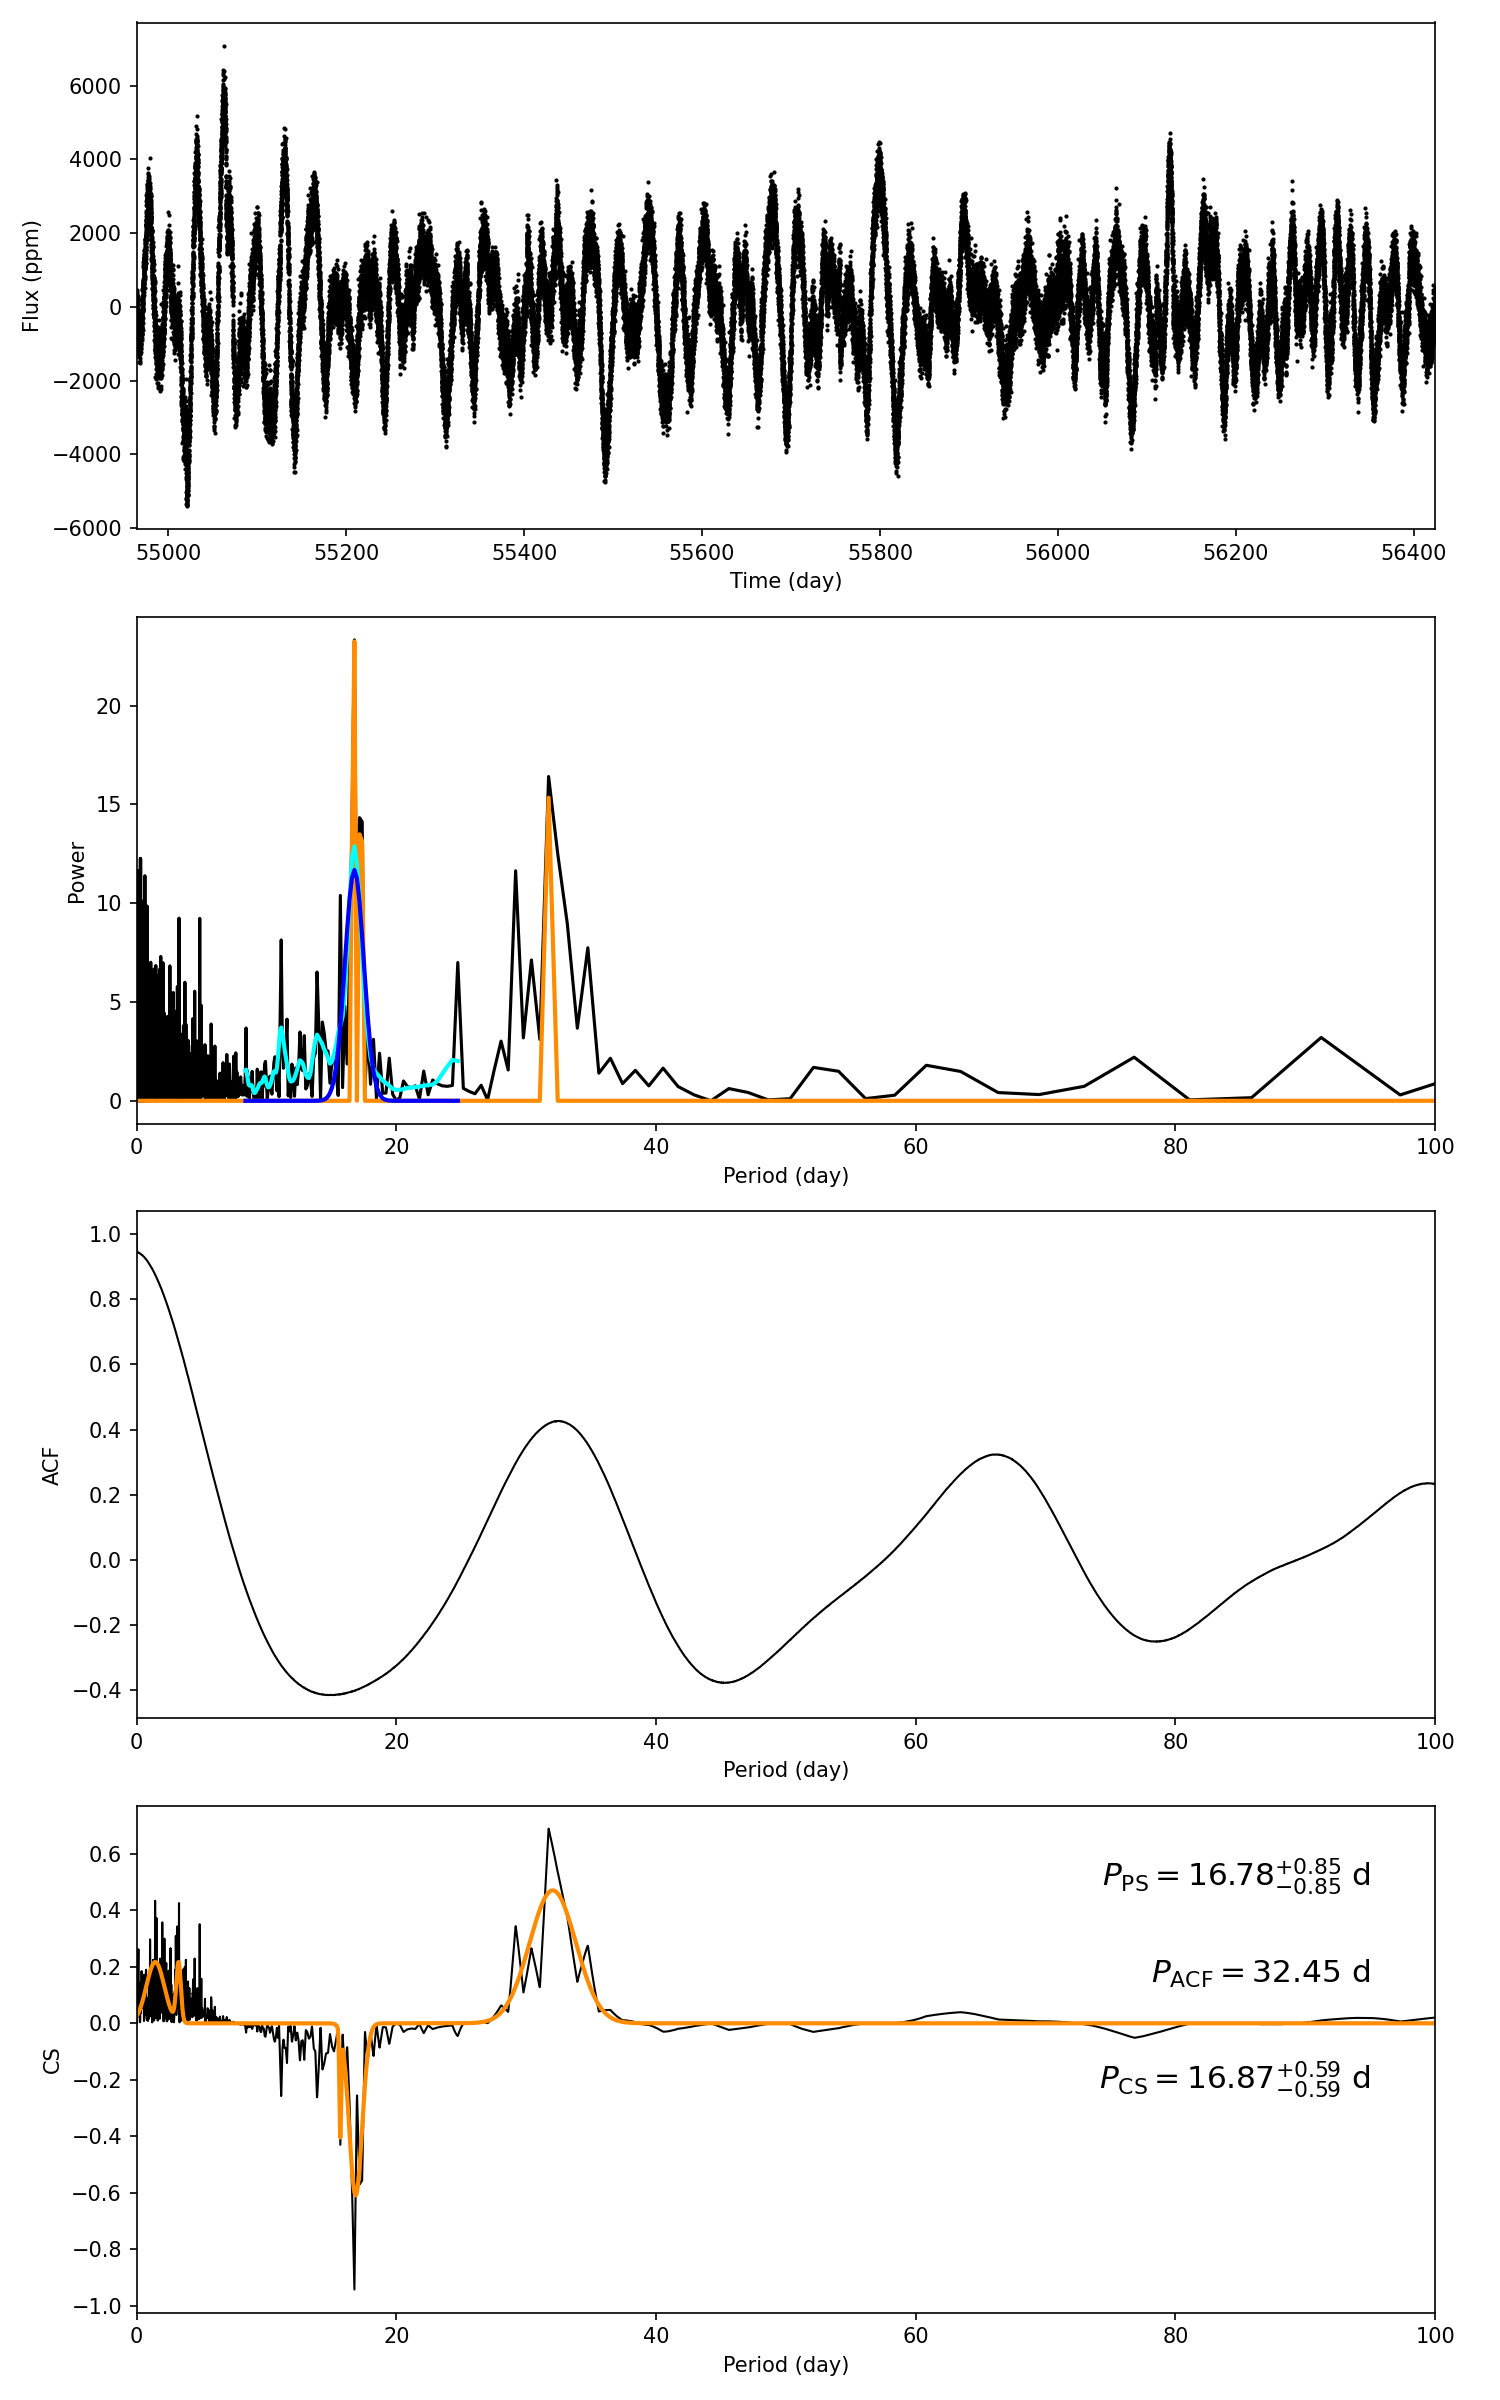 6000
4000
2000
0
−2000
−4000
−6000
Flux (ppm)
55000 55200 55400 55600 55800 56000 56200 56400
Time (day)
20
15
10
5
0
Power
0 20 40 60 80 100
Period (day)
1.0
0.8
0.6
0.4
0.2
0.0
−0.2
−0.4
ACF
0 20 40 60 80 100
Period (day)
0.6
0.4
0.2
0.0
−0.2
−0.4
−0.6
−0.8
−1.0
CS
P_PS = 16.78 +0.85 −0.85 d
P_ACF = 32.45 d
P_CS = 16.87 +0.59 −0.59 d
0 20 40 60 80 100
Period (day)